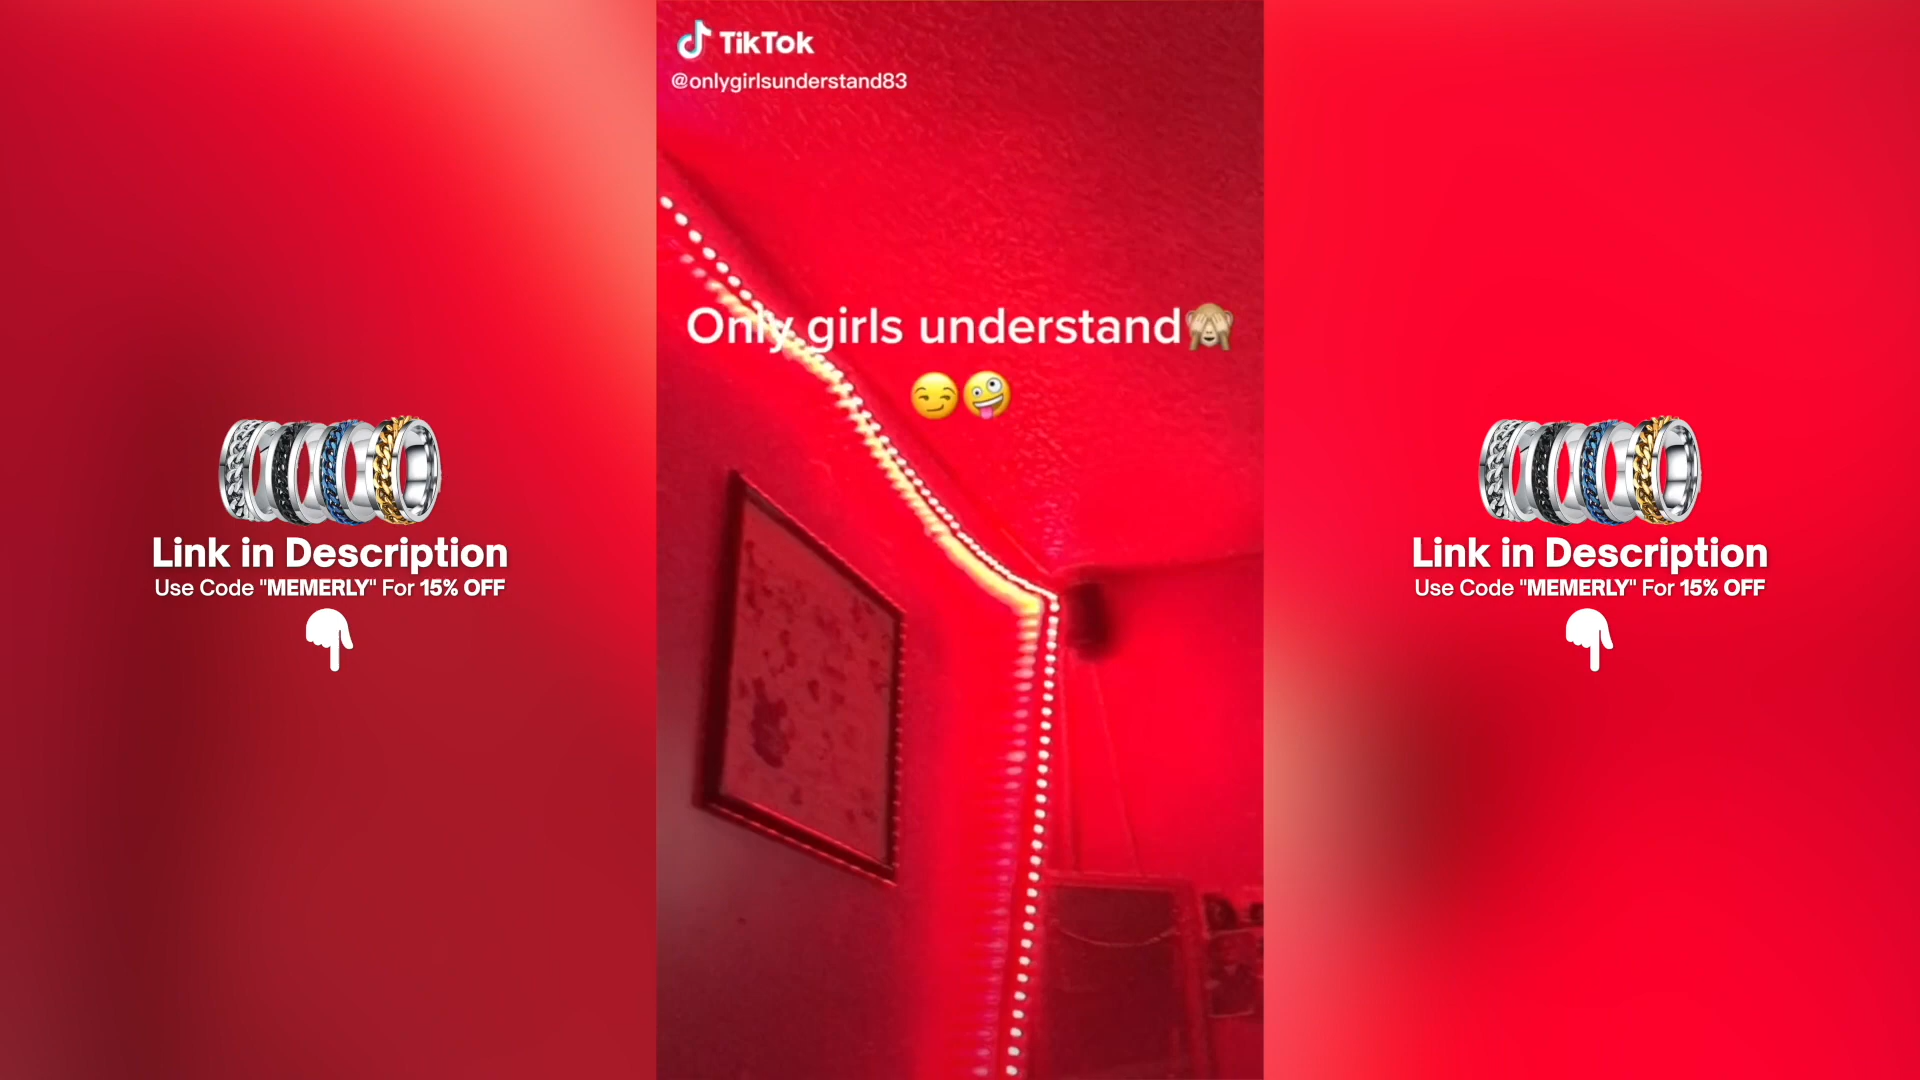 TikTok
@onlygirlsunderstand83
Only girls understand🙈
😏🤪
Link in Description
Use Code "MEMERLY" For 15% OFF
Link in Description
Use Code "MEMERLY" For 15% OFF